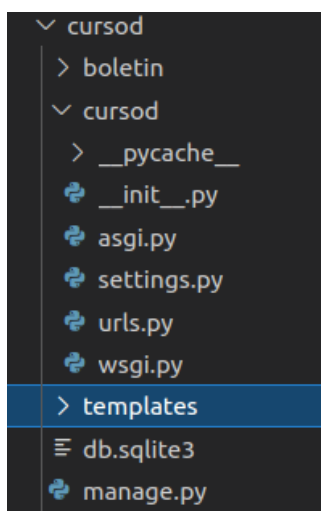 cursod
boletin
cursod
__pycache__
__init__.py
asgi.py
settings.py
urls.py
wsgi.py
templates
db.sqlite3
manage.py